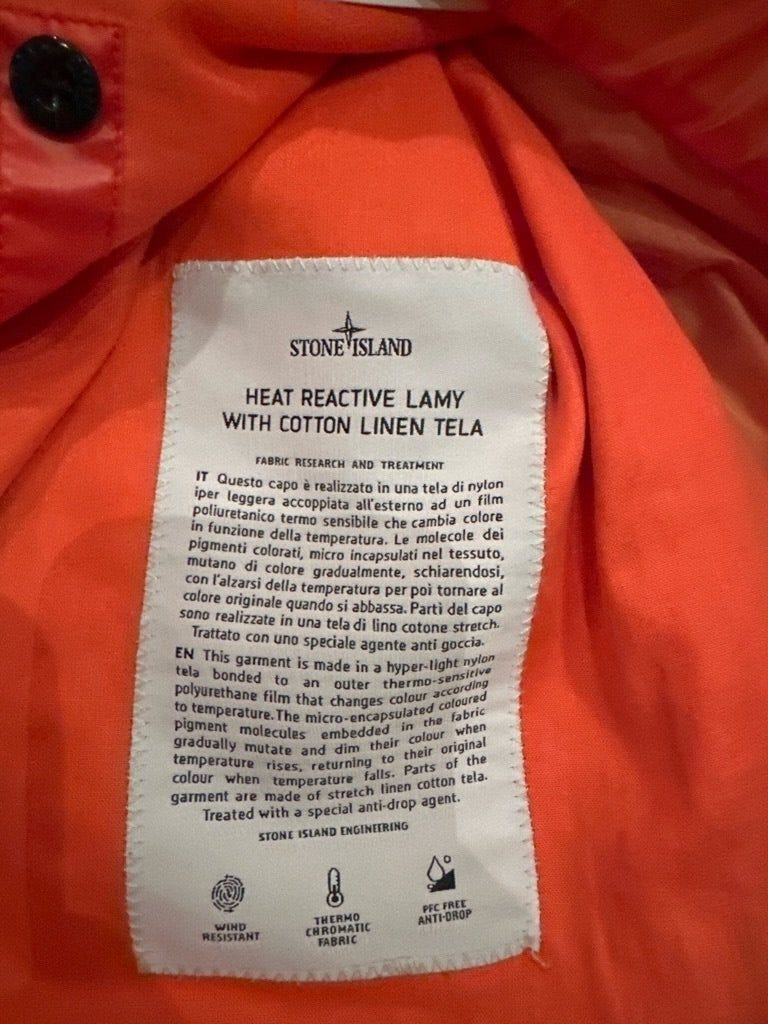 STONE ISLAND
HEAT REACTIVE LAMY
WITH COTTON LINEN TELA
FABRIC RESEARCH AND TREATMENT
IT Questo capo è realizzato in una tela di nylon
iper leggera accoppiata all'esterno ad un film
poliuretanico termo sensibile che cambia colore
in funzione della temperatura. Le molecole dei
pigmenti colorati, micro incapsulati nel tessuto,
mutano di colore gradualmente, schiarendosi,
con l'alzarsi della temperatura per poi tornare al
colore originale quando si abbassa. Parti del capo
sono realizzate in una tela di lino cotone stretch.
Trattato con uno speciale agente anti goccia.
EN This garment is made in a hyper-light nylon
tela bonded to an outer thermo-sensitive
polyurethane film that changes colour according
to temperature. The micro-encapsulated coloured
pigment molecules embedded in the fabric
gradually mutate and dim their colour when
temperature rises, returning to their original
colour when temperature falls. Parts of the
garment are made of stretch linen cotton tela.
Treated with a special anti-drop agent.
STONE ISLAND ENGINEERING
WIND
RESISTANT
THERMO
CHROMATIC
FABRIC
PFC FREE
ANTI-DROP